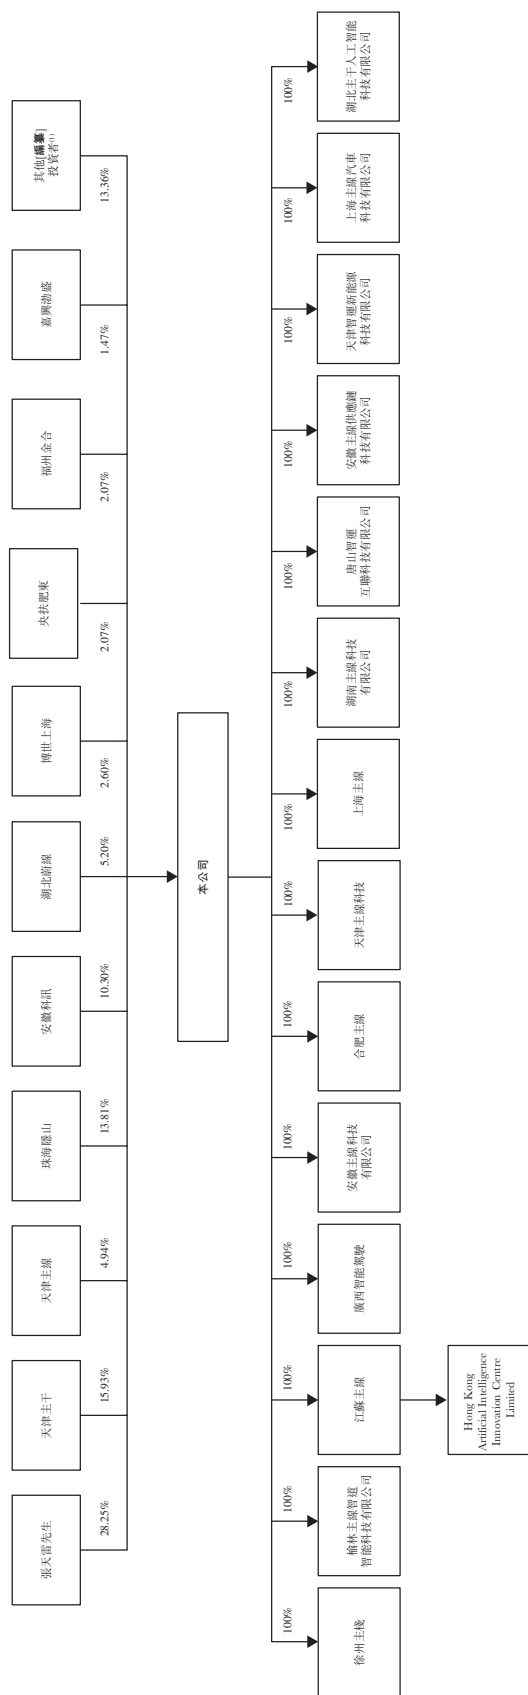 張天雷先生
天津主干
天津主線
珠海隱山
安徽科訊
湖北蔚線
博世上海
央扶肥東
福州金合
嘉興渤盛
其他[編纂]
投資者(1)
28.25%
15.93%
4.94%
13.81%
10.30%
5.20%
2.60%
2.07%
2.07%
1.47%
13.36%
本公司
100%
100%
100%
100%
100%
100%
100%
100%
100%
100%
100%
100%
100%
100%
徐州主棧
榆林主線智道
智能科技有限公司
江蘇主線
廣西智能駕駛
安徽主線科技
有限公司
合肥主線
天津主線科技
上海主線
湖南主線科技
有限公司
唐山智運
互聯科技有限公司
安徽主線供應鏈
科技有限公司
天津智運新能源
科技有限公司
上海主線汽車
科技有限公司
湖北主干人工智能
科技有限公司
Hong Kong
Artificial Intelligence
Innovation Centre
Limited